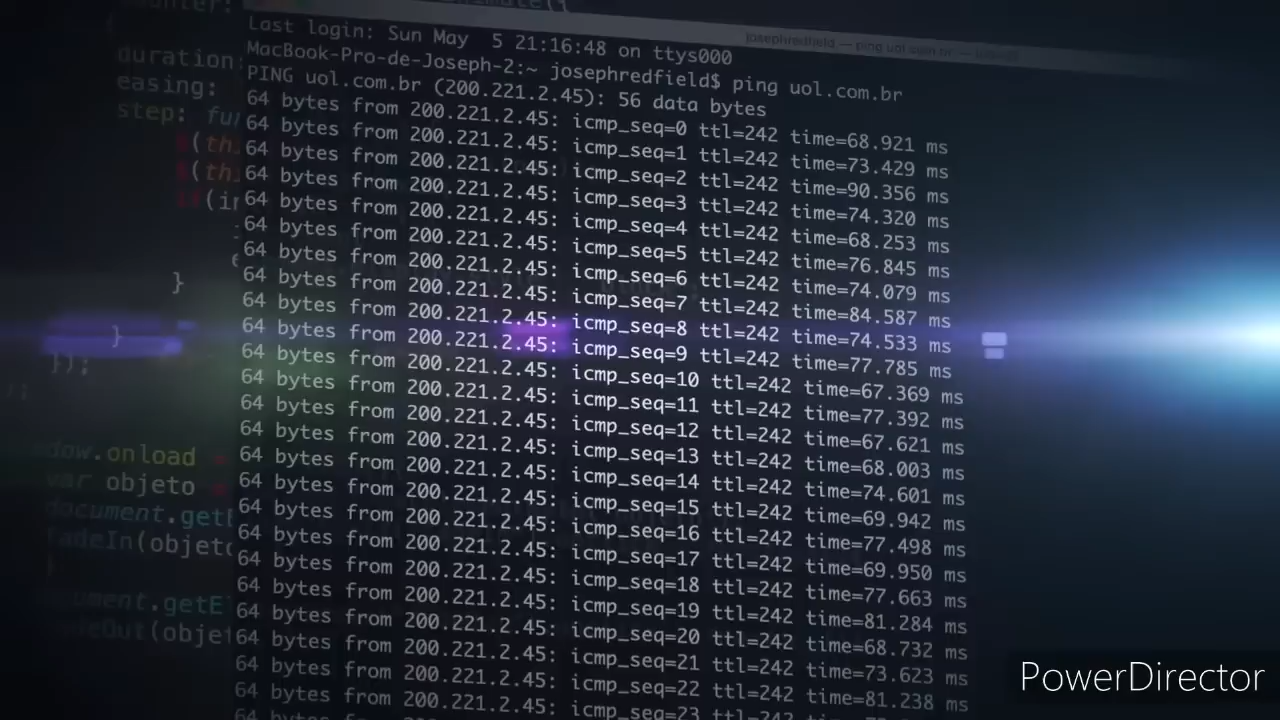 Last login: Sun May 5 21:16:48 on ttys000
MacBook-Pro-de-Joseph-2:~ josephredfield$ ping uol.com.br
PING uol.com.br (200.221.2.45): 56 data bytes
64 bytes from 200.221.2.45: icmp_seq=0 ttl=242 time=68.921 ms
64 bytes from 200.221.2.45: icmp_seq=1 ttl=242 time=73.429 ms
64 bytes from 200.221.2.45: icmp_seq=2 ttl=242 time=90.356 ms
64 bytes from 200.221.2.45: icmp_seq=3 ttl=242 time=74.320 ms
64 bytes from 200.221.2.45: icmp_seq=4 ttl=242 time=68.253 ms
64 bytes from 200.221.2.45: icmp_seq=5 ttl=242 time=76.845 ms
64 bytes from 200.221.2.45: icmp_seq=6 ttl=242 time=74.079 ms
64 bytes from 200.221.2.45: icmp_seq=7 ttl=242 time=84.587 ms
64 bytes from 200.221.2.45: icmp_seq=8 ttl=242 time=74.533 ms
64 bytes from 200.221.2.45: icmp_seq=9 ttl=242 time=77.785 ms
64 bytes from 200.221.2.45: icmp_seq=10 ttl=242 time=67.369 ms
64 bytes from 200.221.2.45: icmp_seq=11 ttl=242 time=77.392 ms
64 bytes from 200.221.2.45: icmp_seq=12 ttl=242 time=67.621 ms
64 bytes from 200.221.2.45: icmp_seq=13 ttl=242 time=68.003 ms
64 bytes from 200.221.2.45: icmp_seq=14 ttl=242 time=74.601 ms
64 bytes from 200.221.2.45: icmp_seq=15 ttl=242 time=69.942 ms
64 bytes from 200.221.2.45: icmp_seq=16 ttl=242 time=77.498 ms
64 bytes from 200.221.2.45: icmp_seq=17 ttl=242 time=69.950 ms
64 bytes from 200.221.2.45: icmp_seq=18 ttl=242 time=77.663 ms
64 bytes from 200.221.2.45: icmp_seq=19 ttl=242 time=81.284 ms
64 bytes from 200.221.2.45: icmp_seq=20 ttl=242 time=68.732 ms
64 bytes from 200.221.2.45: icmp_seq=21 ttl=242 time=73.623 ms
64 bytes from 200.221.2.45: icmp_seq=22 ttl=242 time=81.238 ms
64 bytes from 200.221.2.45: icmp_seq=23
duration:
easing:
step:
}
}
});
dow.onload =
var objeto =
document.getE
fadeIn(objeto
PowerDirector